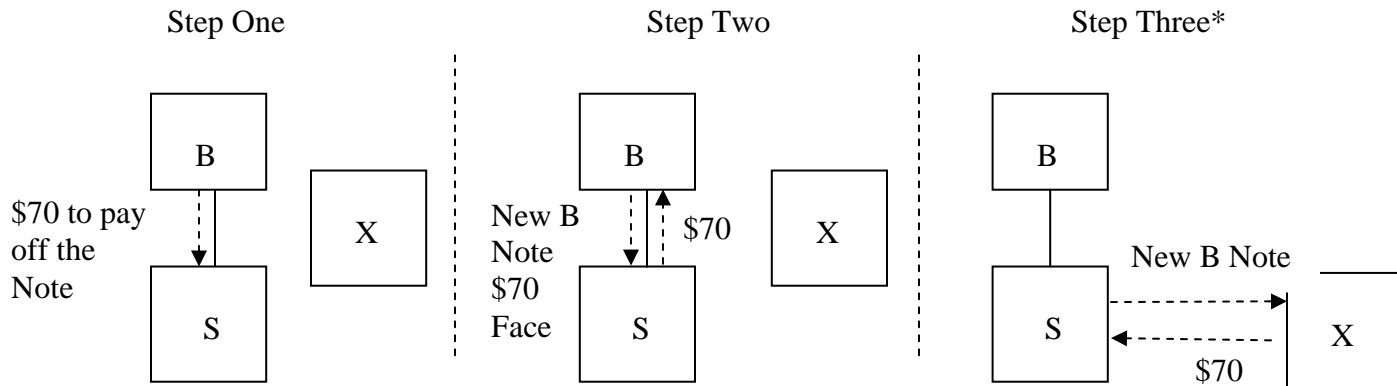 Step One
Step Two
Step Three*
B
$70 to pay
off the
Note
X
S
B
New B
Note
$70
Face
$70
X
S
B
New B Note
S
X
$70